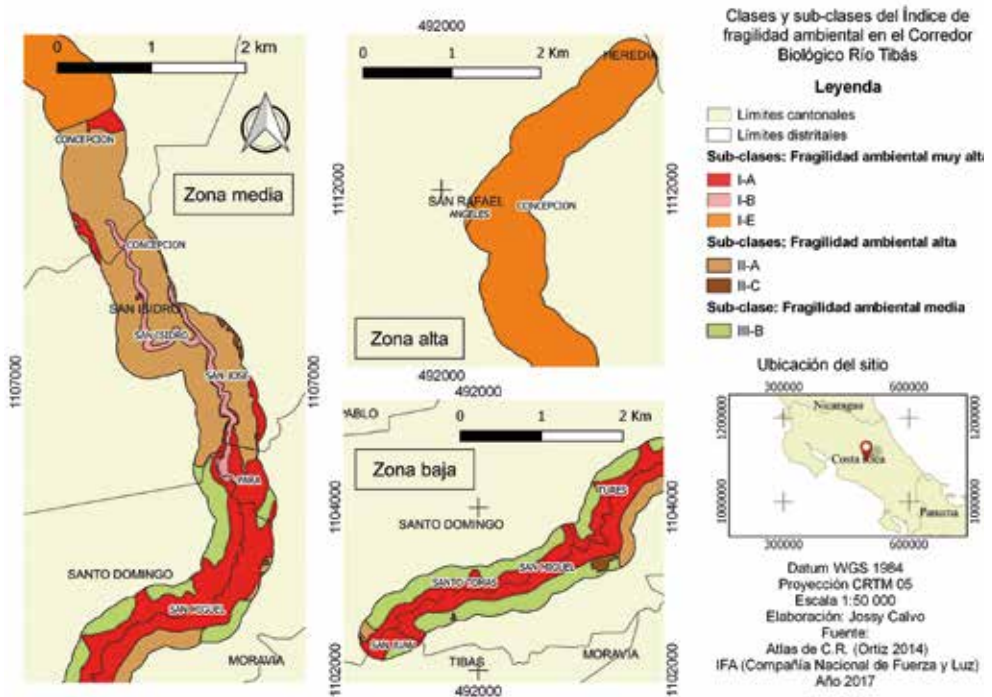 0 1 2 km
CONCEPCION
Zona media
CONCEPCION
SAN ISIDRO
SAN ISIDRO
SAN JOSE
1107000
1107000
PARA
SANTO DOMINGO
SAN MIGUEL
MORAVIA
492000
0 1 2 Km
HEREDIA
1112000
1112000
SAN RAFAEL
ANGELES
CONCEPCION
Zona alta
492000
492000
PABLO
0 1 2 Km
Zona baja
TURES
1104000
1104000
SANTO DOMINGO
SAN MIGUEL
SANTO TOMAS
SAN JUAN
TIBAS
MORAVIA
1102000
1102000
492000
Clases y sub-clases del Índice de
fragilidad ambiental en el Corredor
Biológico Río Tibás
Leyenda
Límites cantonales
Límites distritales
Sub-clases: Fragilidad ambiental muy alta
I-A
I-B
I-E
Sub-clases: Fragilidad ambiental alta
II-A
II-C
Sub-clase: Fragilidad ambiental media
III-B
Ubicación del sitio
300000 600000
1200000
1200000
Nicaragua
Costa Rica
Panama
1000000
1000000
300000 600000
Datum WGS 1984
Proyección CRTM 05
Escala 1:50 000
Elaboración: Jossy Calvo
Fuente:
Atlas de C.R. (Ortiz 2014)
IFA (Compañía Nacional de Fuerza y Luz)
Año 2017